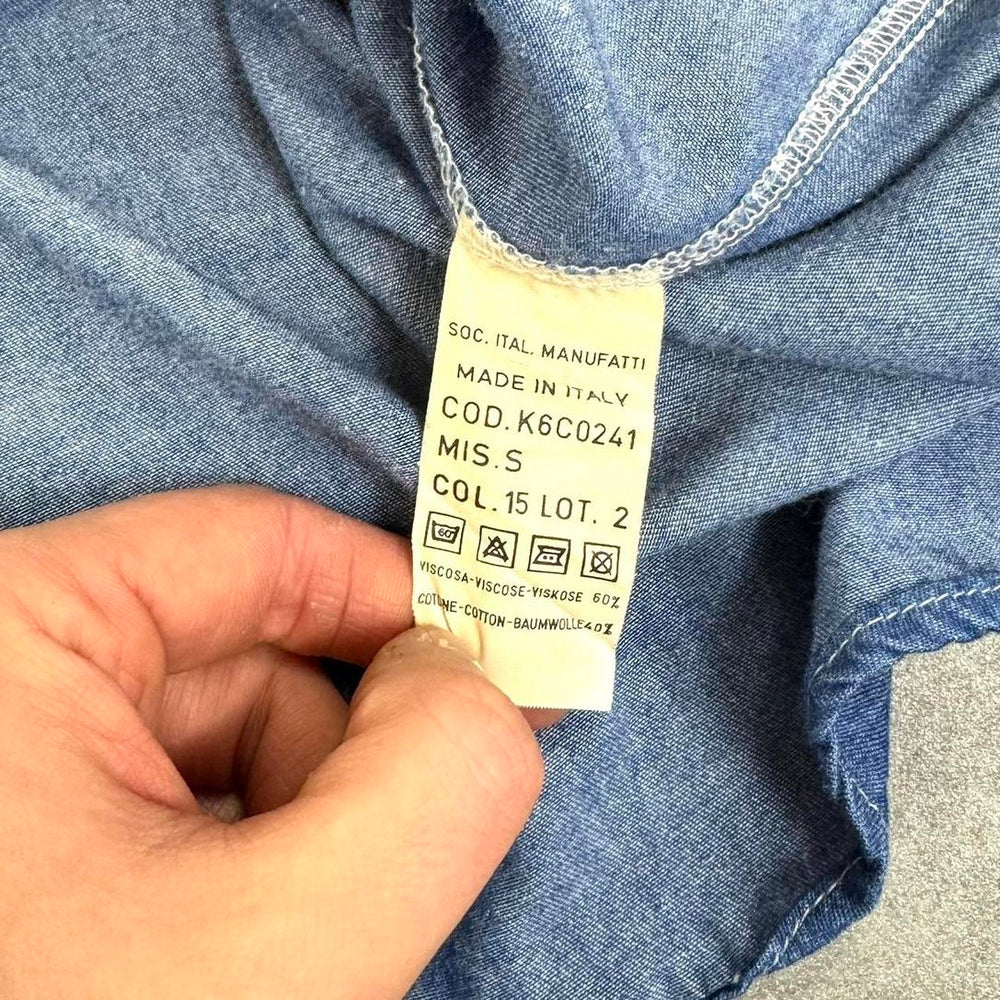 SOC. ITAL. MANUFATTI
MADE IN ITALY
COD. K6C0241
MIS. S
COL. 15 LOT. 2
60
VISCOSA-VISCOSE-VISKOSE 60%
COTONE-COTTON-BAUMWOLLE 40%